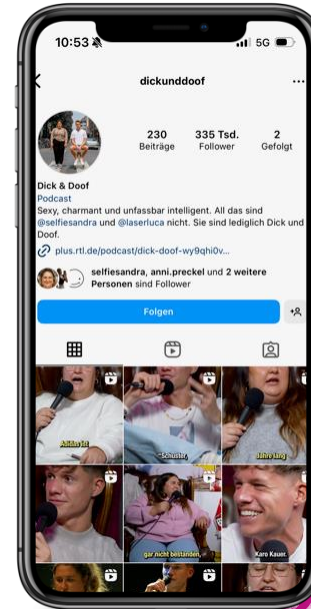 10:53
5G
dickunddoof
230 335 Tsd. 2
Beiträge Follower Gefolgt
Dick & Doof
Podcast
Sexy, charmant und unfassbar intelligent. All das sind
@selfiesandra und @laserluca nicht. Sie sind lediglich Dick und
Doof.
plus.rtl.de/podcast/dick-doof-wy9qhi0v...
selfiesandra, anni.preckel und 2 weitere
Personen sind Follower
Folgen
Adidas ist
"Schuster,
Jahre lang
gar nicht bestanden,
Karo Kauer.